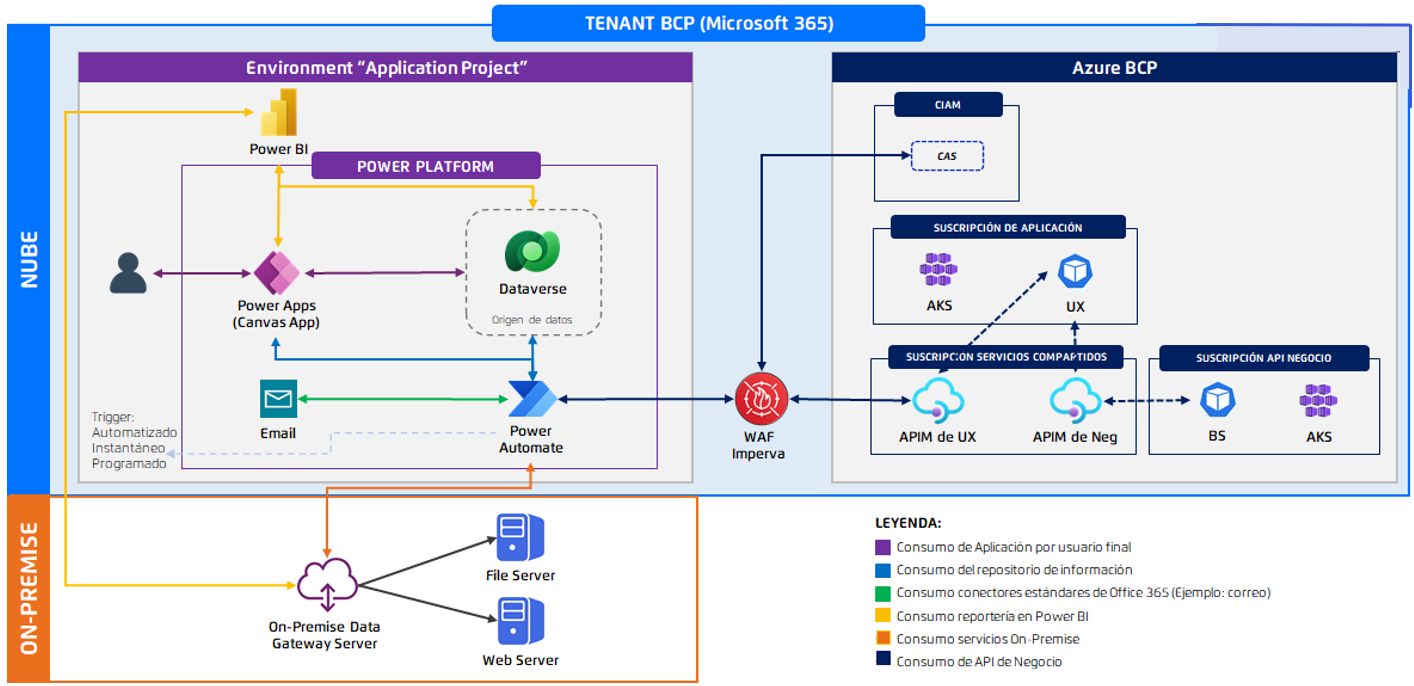 TENANT BCP (Microsoft 365)
NUBE
Environment “Application Project”
Power BI
POWER PLATFORM
Dataverse
Origen de datos
Power Apps
(Canvas App)
Email
Power
Automate
Trigger:
Automatizado
Instantáneo
Programado
WAF
Imperva
Azure BCP
CIAM
CAS
SUSCRIPCIÓN DE APLICACIÓN
AKS
UX
SUSCRIPCIÓN SERVICIOS COMPARTIDOS
APIM de UX
APIM de Neg
SUSCRIPCIÓN API NEGOCIO
BS
AKS
ON-PREMISE
On-Premise Data
Gateway Server
File Server
Web Server
LEYENDA:
Consumo de Aplicación por usuario final
Consumo del repositorio de información
Consumo conectores estándares de Office 365 (Ejemplo: correo)
Consumo reportería en Power BI
Consumo servicios On-Premise
Consumo de API de Negocio